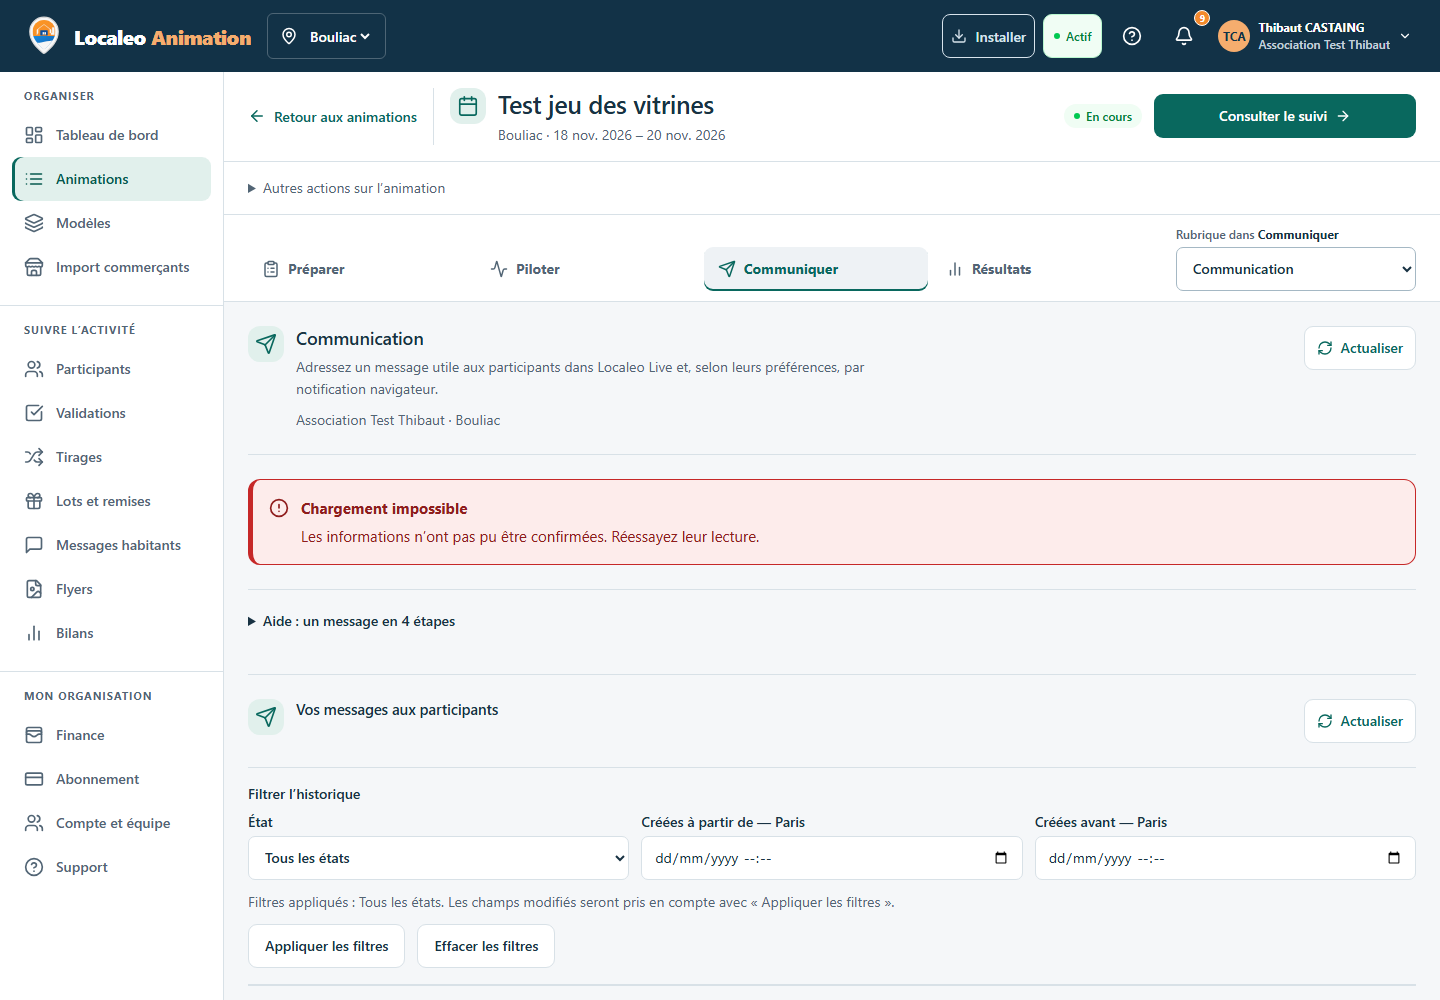 Localeo Animation
Bouliac
Installer
Actif
9
TCA
Thibaut CASTAING
Association Test Thibaut
ORGANISER
Tableau de bord
Animations
Modèles
Import commerçants
SUIVRE L'ACTIVITÉ
Participants
Validations
Tirages
Lots et remises
Messages habitants
Flyers
Bilans
MON ORGANISATION
Finance
Abonnement
Compte et équipe
Support
Retour aux animations
Test jeu des vitrines
Bouliac · 18 nov. 2026 – 20 nov. 2026
En cours
Consulter le suivi
Autres actions sur l'animation
Préparer
Piloter
Communiquer
Résultats
Rubrique dans Communiquer
Communication
Communication
Adressez un message utile aux participants dans Localeo Live et, selon leurs préférences, par
notification navigateur.
Association Test Thibaut · Bouliac
Actualiser
Chargement impossible
Les informations n'ont pas pu être confirmées. Réessayez leur lecture.
Aide : un message en 4 étapes
Vos messages aux participants
Actualiser
Filtrer l'historique
État
Créées à partir de — Paris
Créées avant — Paris
Tous les états
dd/mm/yyyy --:--
dd/mm/yyyy --:--
Filtres appliqués : Tous les états. Les champs modifiés seront pris en compte avec « Appliquer les filtres ».
Appliquer les filtres
Effacer les filtres